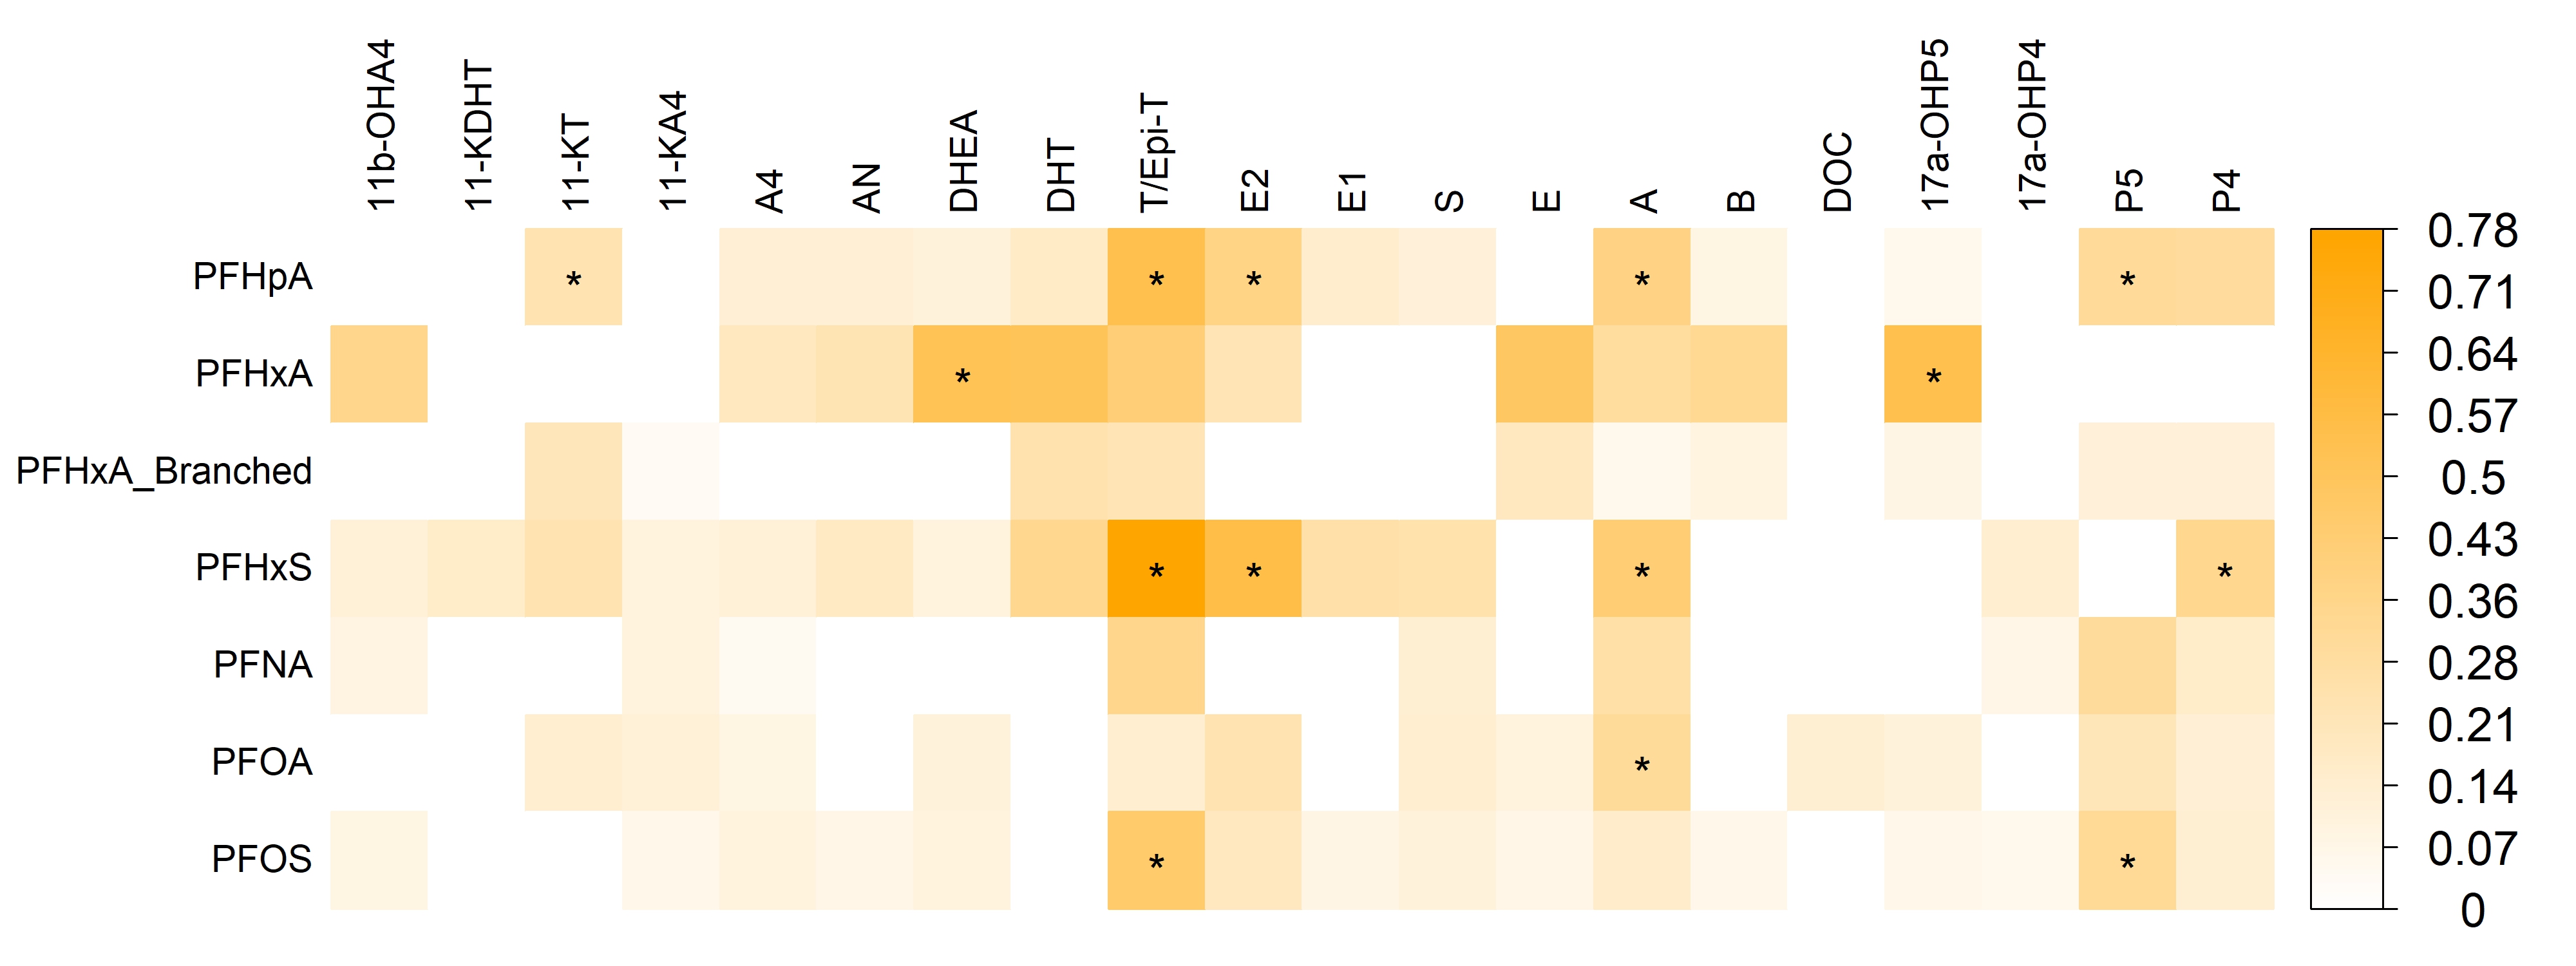 11b-OHA4
11-KDHT
11-KT
11-KA4
A4
AN
DHEA
DHT
T/Epi-T
E2
E1
S
E
A
B
DOC
17a-OHP5
17a-OHP4
P5
P4
PFHpA
* * * * *
PFHxA
* *
PFHxA_Branched
PFHxS
* * * *
PFNA
PFOA
*
PFOS
* *
0.78
0.71
0.64
0.57
0.5
0.43
0.36
0.28
0.21
0.14
0.07
0